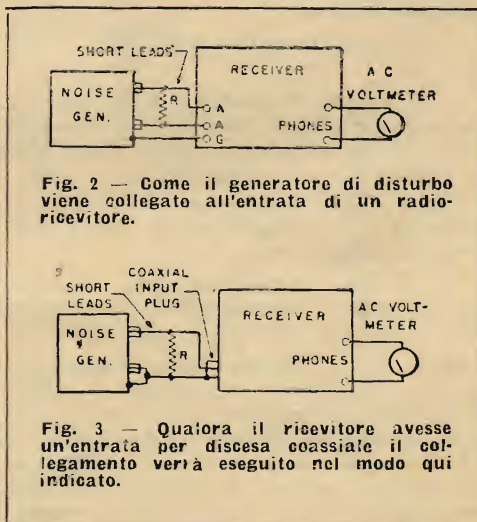 SHORT LEADS
RECEIVER
A C
VOLTMETER
NOISE
GEN.
R
A
A
G
PHONES
Fig. 2 — Come il generatore di disturbo
viene collegato all'entrata di un radio-
ricevitore.
COAXIAL
INPUT
PLUG
SHORT
LEADS
RECEIVER
AC VOLT-
METER
NOISE
GEN.
R
PHONES
Fig. 3 — Qualora il ricevitore avesse
un'entrata per discesa coassiale il col-
legamento verrà eseguito nel modo qui
indicato.